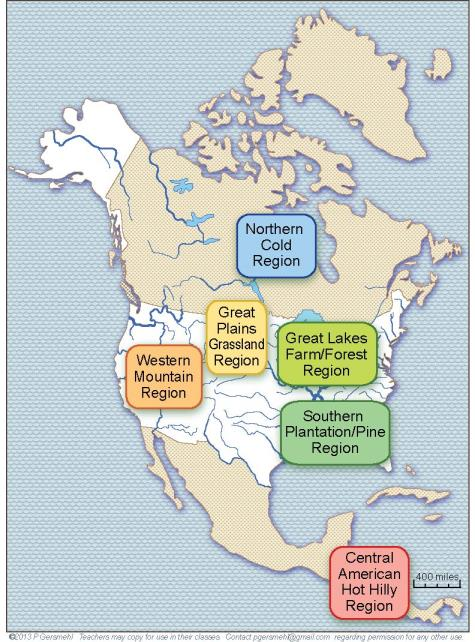 Northern
Cold
Region
Great
Plains
Grassland
Region
Great Lakes
Farm/Forest
Region
Western
Mountain
Region
Southern
Plantation/Pine
Region
Central
American
Hot Hilly
Region
400 miles
©2013 P Gersmehl Teachers may copy for use in their classes. Contact pgersmehl@gmail.com regarding permission for any other use.